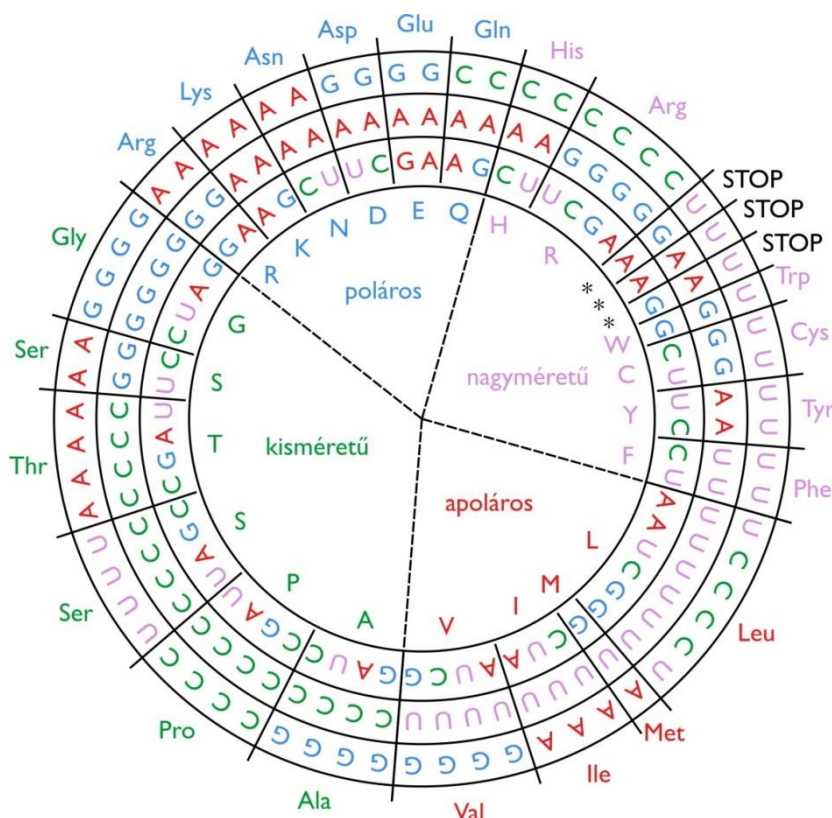 Glu
Gln
His
Arg
STOP
STOP
STOP
Trp
Cys
Tyr
Phe
Leu
Met
Ile
Val
Ala
Pro
Ser
Thr
Ser
Gly
Arg
Lys
Asn
Asp
G G C C C C C C C C U U U U U U U U U U U C C C C U A A A A G G G G G G G G C C C C U U U U A A A A A A G G G G A A A A A A G G
A A A A A A G G G G G A A G G G A A U U U U U U U U U U U U U U U U C C C C C C C C C C C C C C C C G G G G G G G G A A A A A A
G A A G C U U C G A A A G G C U U C C U A A U C G G G C U A A U C G G A U C C G A U U A G C C G A U U C C U A G G A A G C U U C
E Q H R * * * W C Y F L M I V A P S T S G R K N D
poláros
nagyméretű
apoláros
kisméretű